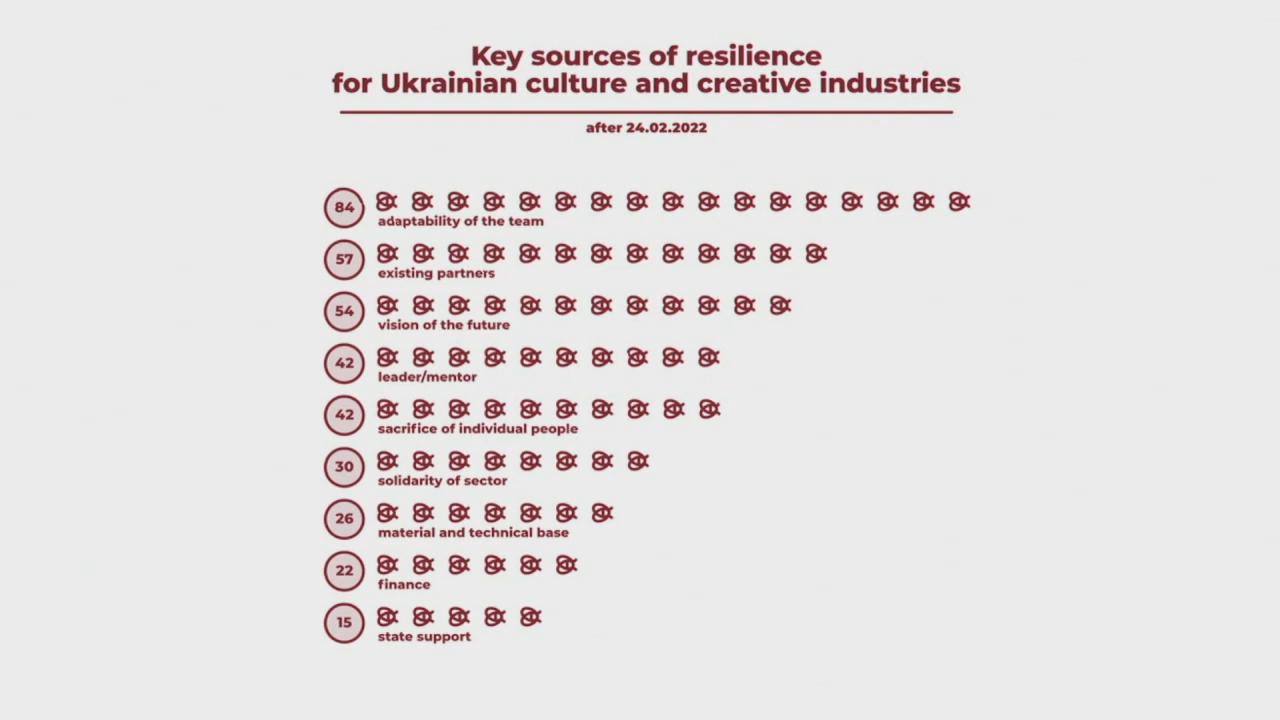 Key sources of resilience
for Ukrainian culture and creative industries
after 24.02.2022
84
adaptability of the team
57
existing partners
54
vision of the future
42
leader/mentor
42
sacrifice of individual people
30
solidarity of sector
26
material and technical base
22
finance
15
state support